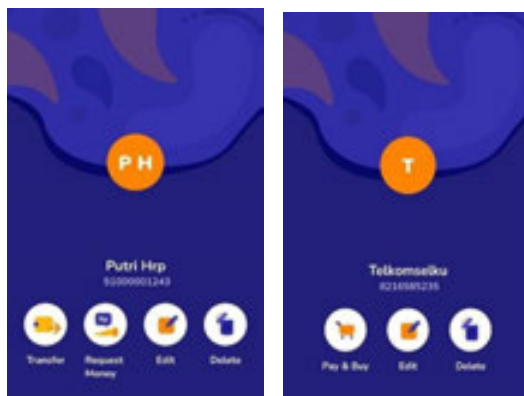 P H
Putri Hrp
51000001243
Transfer
Request
Money
Edit
Delete
T
Telkomselku
8216585235
Pay & Buy
Edit
Delete